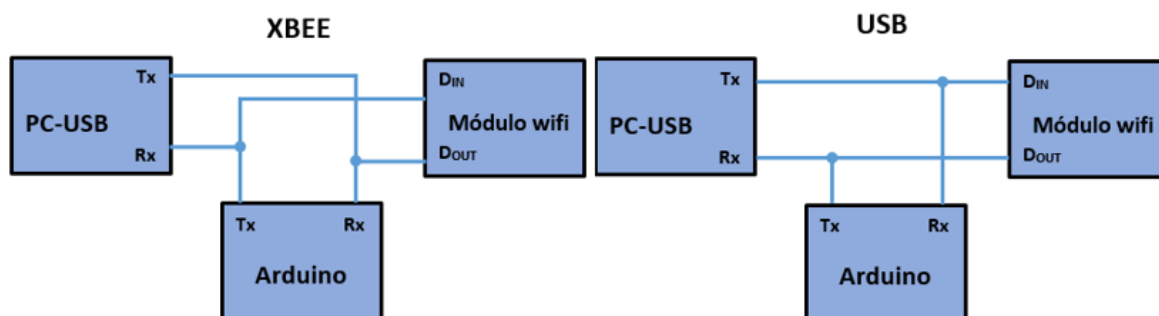 XBEE
Tx
PC-USB
Rx
DIN
Módulo wifi
DOUT
Tx
Rx
Arduino
USB
Tx
PC-USB
Rx
DIN
Módulo wifi
DOUT
Tx
Rx
Arduino